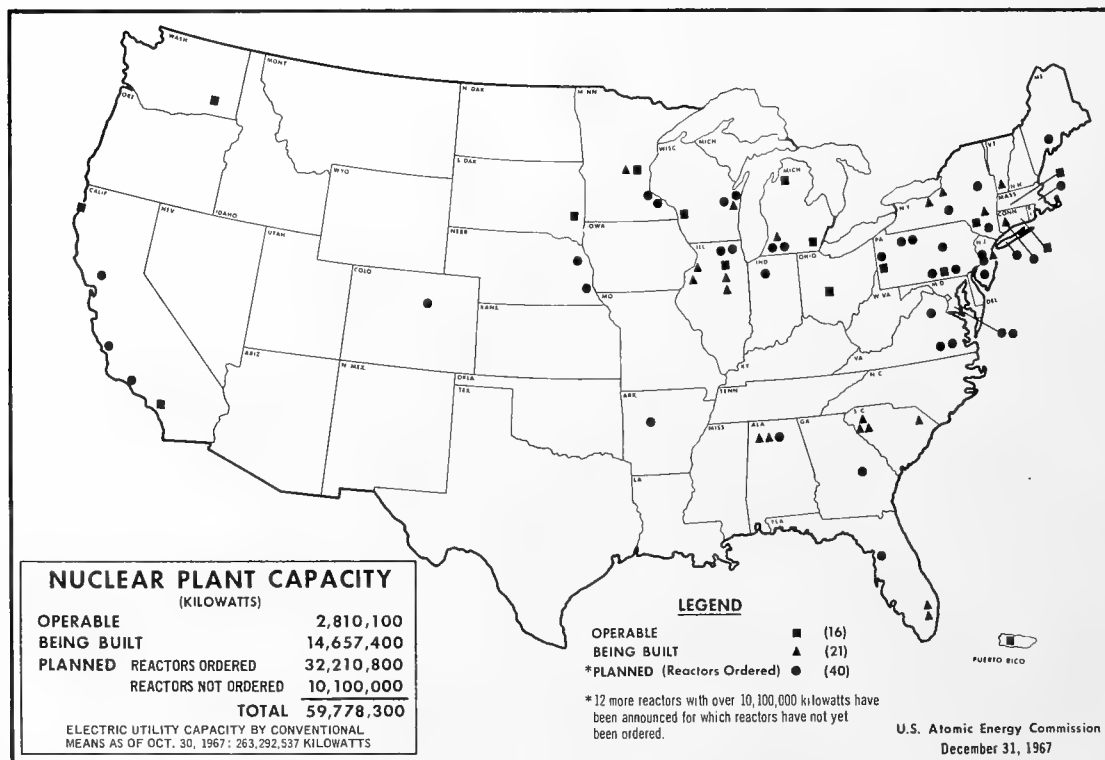 WASH
MONT
N DAK
MINN
ME
ORE
VT
WISC
MICH
S DAK
MICH
WYO
N H
MASS
CALIF
IDAHO
N Y
CONN
NEV
IOWA
UTAH
NEBR
PA
N J
ILL
IND
OHIO
COLO
MD
MO
W VA
DEL
KANS
VA
KY
ARIZ
N MEX
N C
OKLA
TENN
TEX
ARK
S C
MISS
ALA
GA
LA
FLA
PUERTO RICO
NUCLEAR PLANT CAPACITY
(KILOWATTS)
OPERABLE 2,810,100
BEING BUILT 14,657,400
PLANNED REACTORS ORDERED 32,210,800
REACTORS NOT ORDERED 10,100,000
TOTAL 59,778,300
ELECTRIC UTILITY CAPACITY BY CONVENTIONAL
MEANS AS OF OCT. 30, 1967: 263,292,537 KILOWATTS
LEGEND
OPERABLE ■ (16)
BEING BUILT ▲ (21)
*PLANNED (Reactors Ordered) ● (40)
*12 more reactors with over 10,100,000 kilowatts have
been announced for which reactors have not yet
been ordered.
U.S. Atomic Energy Commission
December 31, 1967